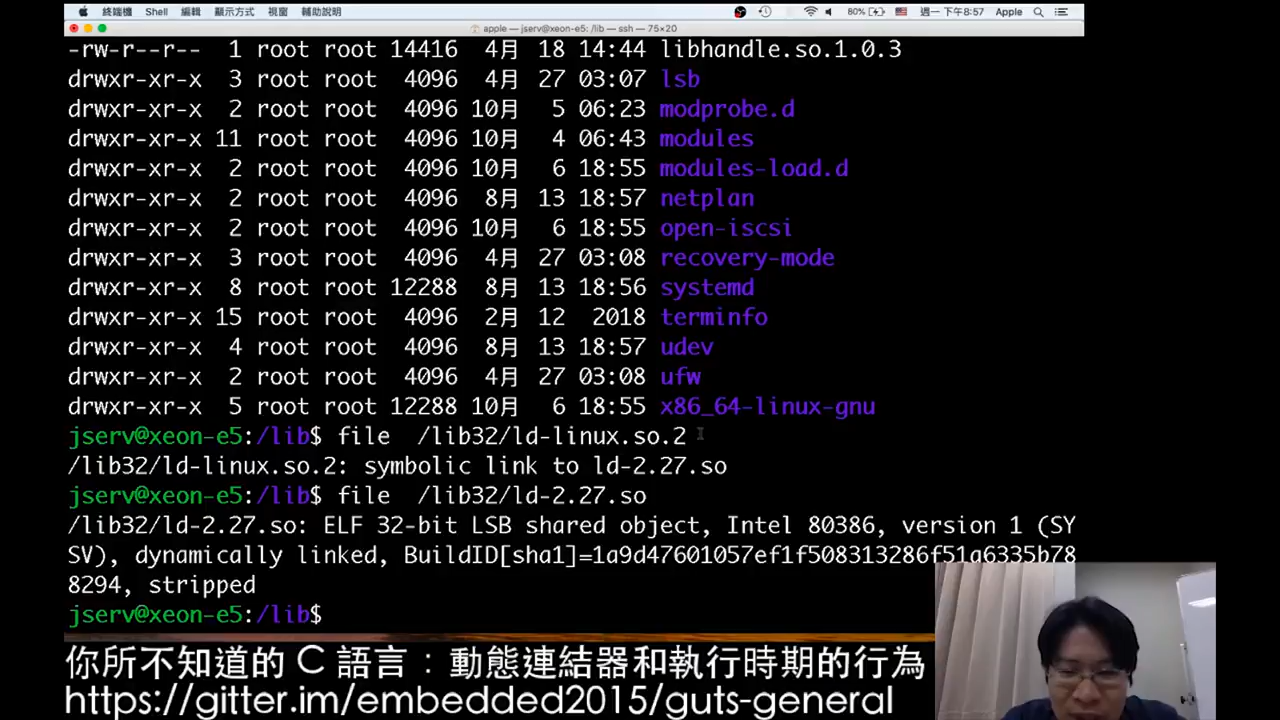 終端機 Shell 編輯 顯示方式 視窗 輔助說明 60% 週一 下午8:57 Apple
apple — jserv@xeon-e5: /lib — ssh — 75×20
-rw-r--r-- 1 root root 14416 4月 18 14:44 libhandle.so.1.0.3
drwxr-xr-x 3 root root 4096 4月 27 03:07 lsb
drwxr-xr-x 2 root root 4096 10月 5 06:23 modprobe.d
drwxr-xr-x 11 root root 4096 10月 4 06:43 modules
drwxr-xr-x 2 root root 4096 10月 6 18:55 modules-load.d
drwxr-xr-x 2 root root 4096 8月 13 18:57 netplan
drwxr-xr-x 2 root root 4096 10月 6 18:55 open-iscsi
drwxr-xr-x 3 root root 4096 4月 27 03:08 recovery-mode
drwxr-xr-x 8 root root 12288 8月 13 18:56 systemd
drwxr-xr-x 15 root root 4096 2月 12 2018 terminfo
drwxr-xr-x 4 root root 4096 8月 13 18:57 udev
drwxr-xr-x 2 root root 4096 4月 27 03:08 ufw
drwxr-xr-x 5 root root 12288 10月 6 18:55 x86_64-linux-gnu
jserv@xeon-e5:/lib$ file /lib32/ld-linux.so.2
/lib32/ld-linux.so.2: symbolic link to ld-2.27.so
jserv@xeon-e5:/lib$ file /lib32/ld-2.27.so
/lib32/ld-2.27.so: ELF 32-bit LSB shared object, Intel 80386, version 1 (SY
SV), dynamically linked, BuildID[sha1]=1a9d47601057ef1f508313286f51a6335b78
8294, stripped
jserv@xeon-e5:/lib$
你所不知道的 C 語言：動態連結器和執行時期的行為
https://gitter.im/embedded2015/guts-general